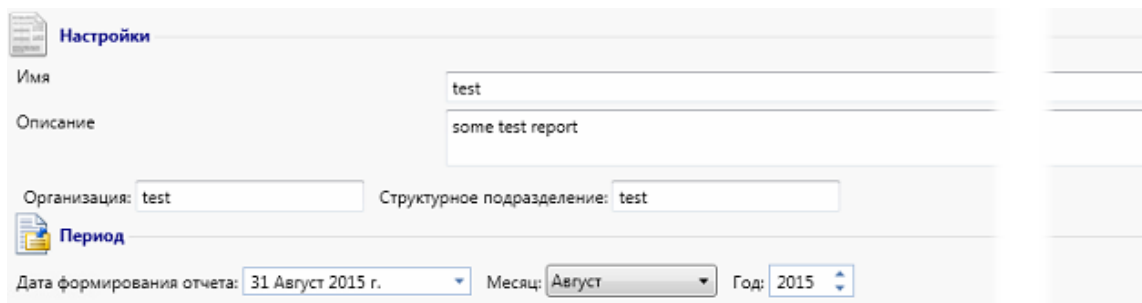 Настройки
Имя
test
Описание
some test report
Организация: test Структурное подразделение: test
Период
Дата формирования отчета: 31 Август 2015 г. Месяц: Август Год: 2015